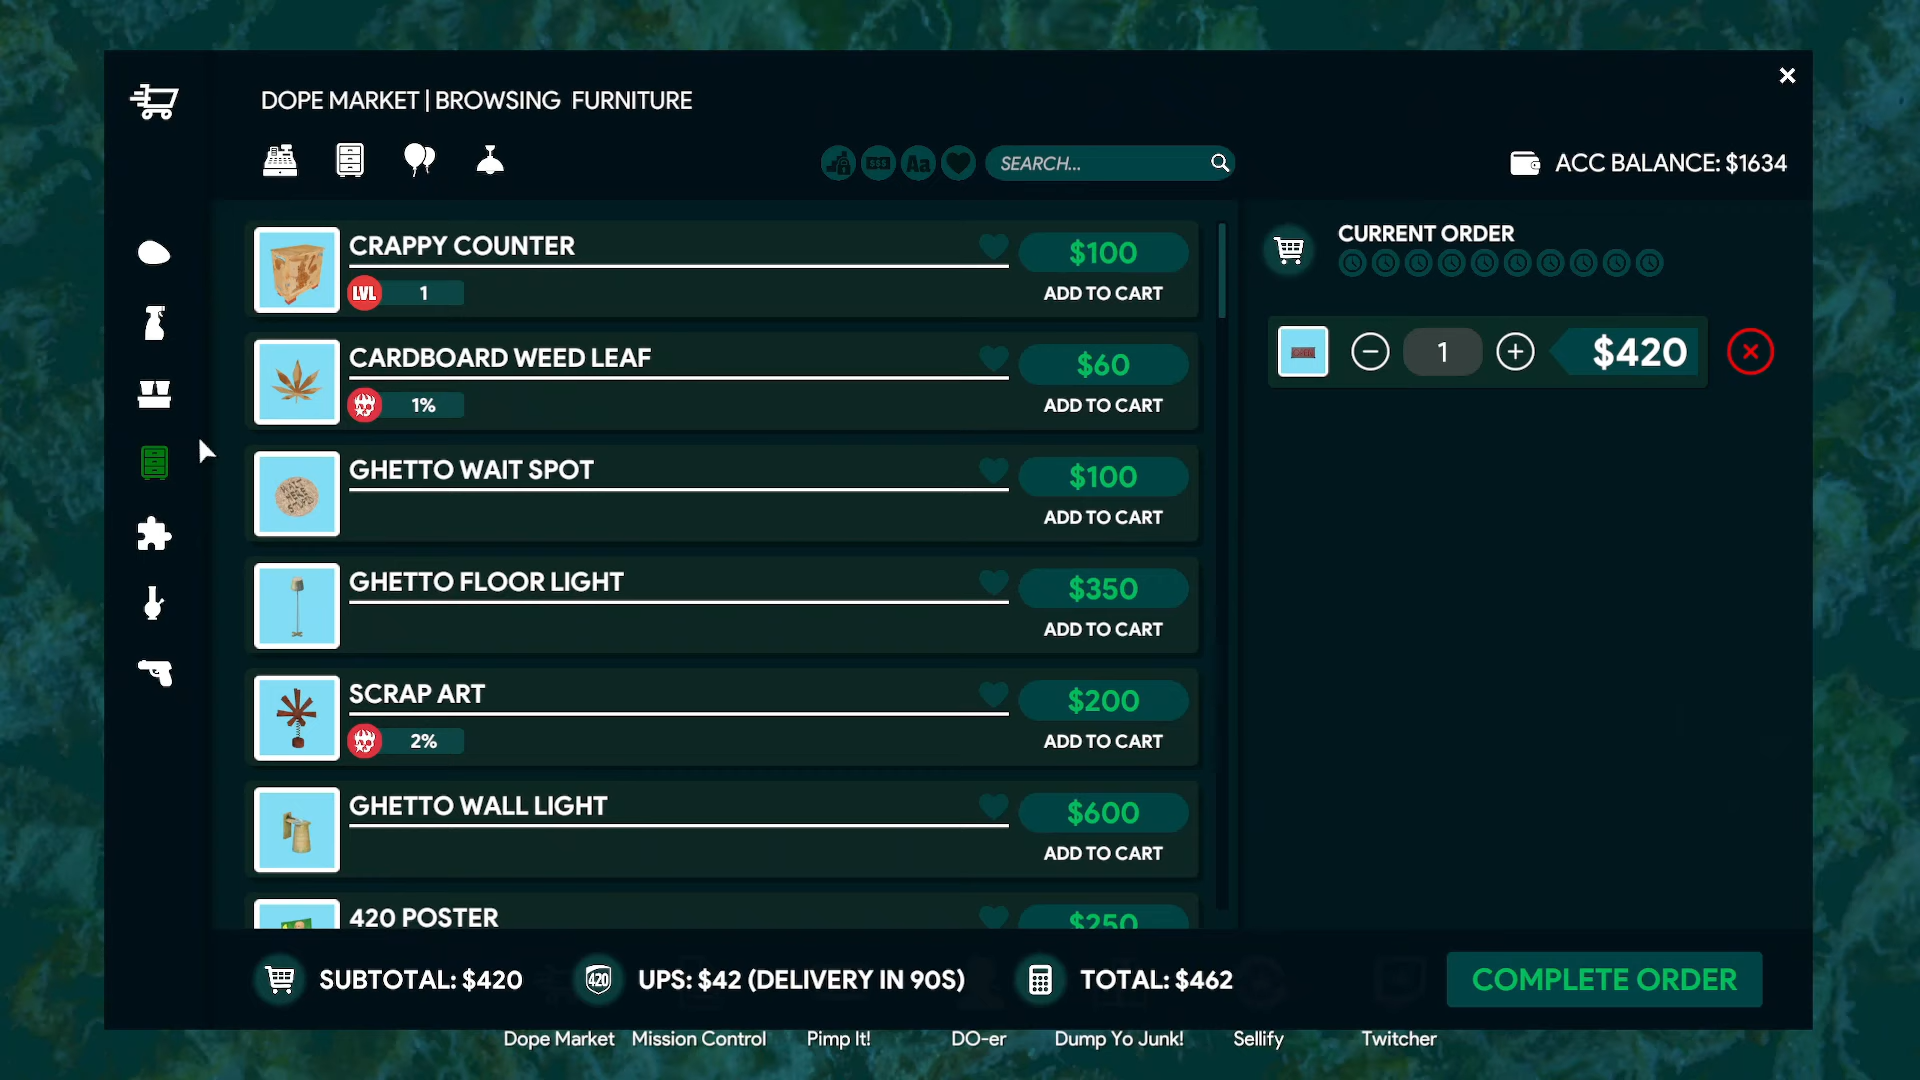 DOPE MARKET | BROWSING FURNITURE
$$$
Aa
SEARCH...
ACC BALANCE: $1634
CRAPPY COUNTER
$100
LVL
1
ADD TO CART
CARDBOARD WEED LEAF
$60
1%
ADD TO CART
GHETTO WAIT SPOT
$100
ADD TO CART
GHETTO FLOOR LIGHT
$350
ADD TO CART
SCRAP ART
$200
2%
ADD TO CART
GHETTO WALL LIGHT
$600
ADD TO CART
420 POSTER
$250
CURRENT ORDER
1
$420
SUBTOTAL: $420
420
UPS: $42 (DELIVERY IN 90S)
TOTAL: $462
COMPLETE ORDER
Dope Market
Mission Control
Pimp It!
DO-er
Dump Yo Junk!
Sellify
Twitcher